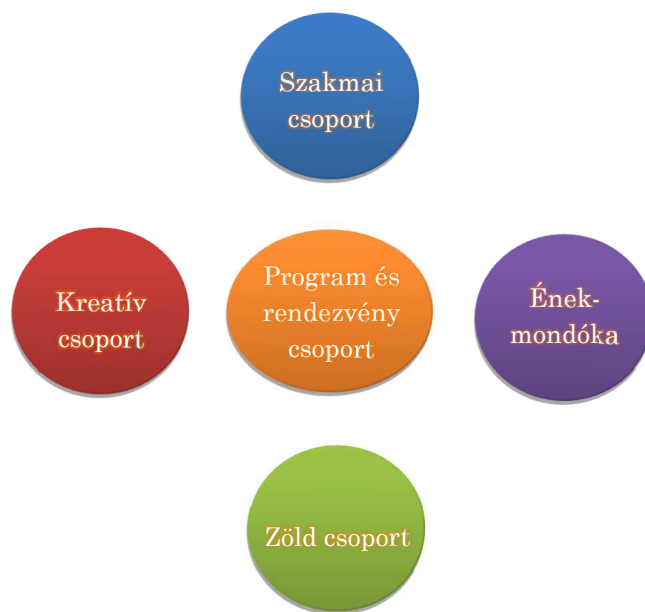 Szakmai
csoport
Kreatív
csoport
Program és
rendezvény
csoport
Ének-
mondóka
Zöld csoport